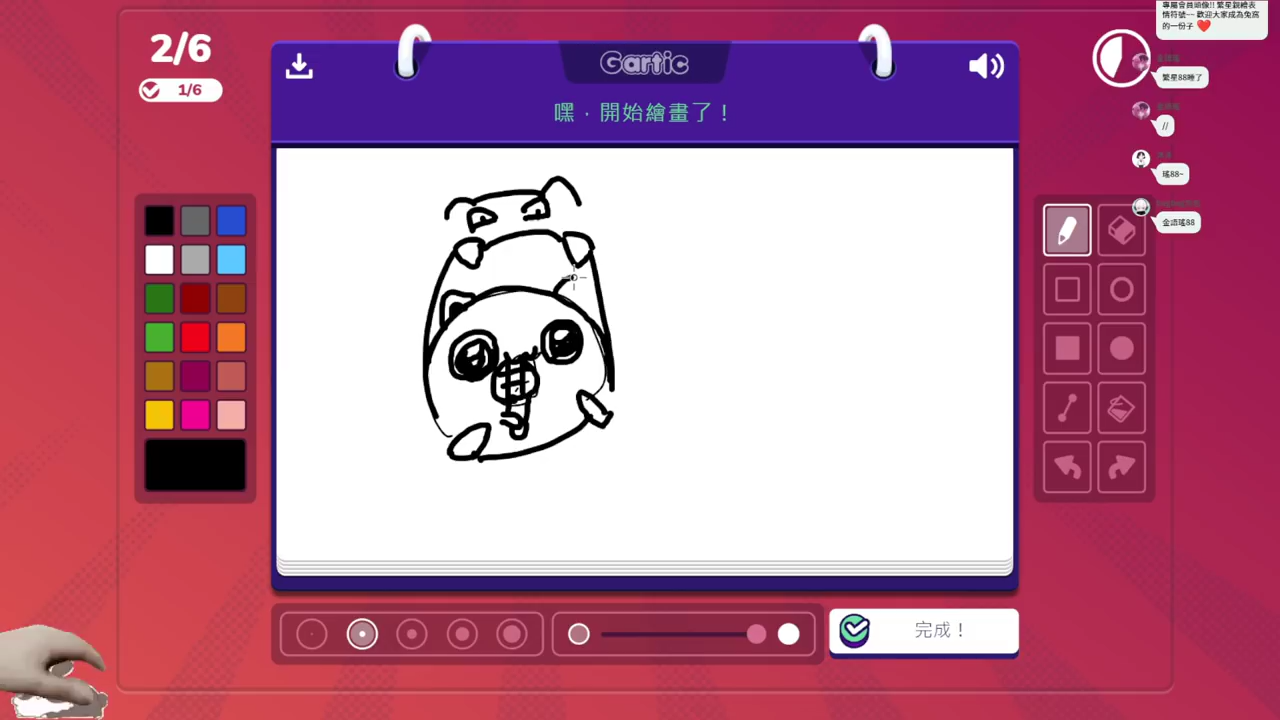 2/6
1/6
Gartic
嘿，開始繪畫了！
完成！
專屬會員頭像!! 繁星親繪表
情符號~~ 歡迎大家成為兔窩
的一份子
繁星88睡了
//
瑤88~
金語瑤88